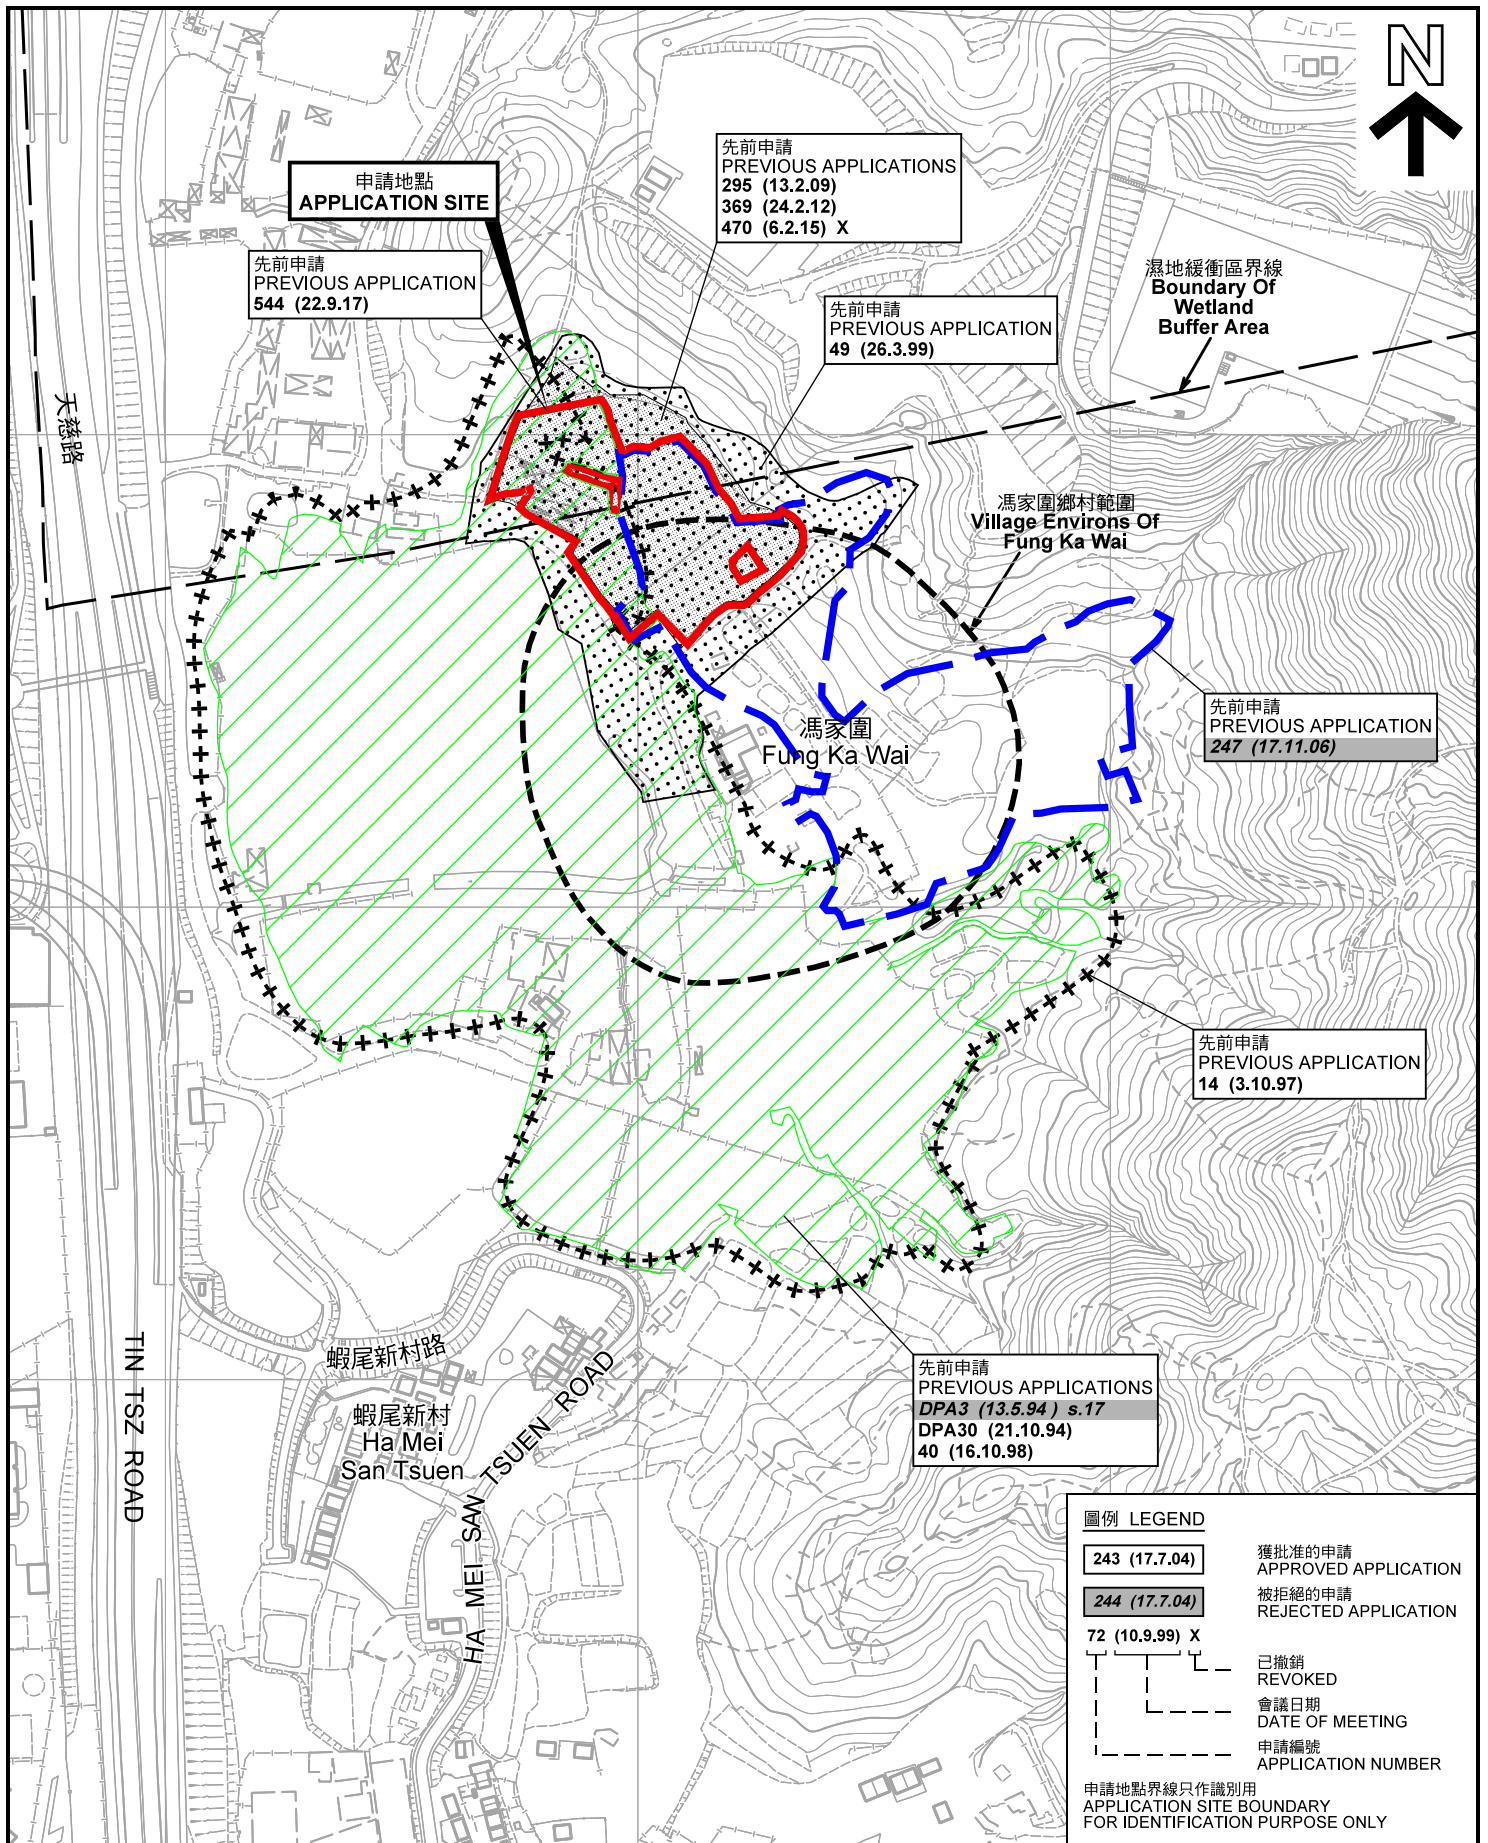 N
先前申請
PREVIOUS APPLICATIONS
295 (13.2.09)
369 (24.2.12)
470 (6.2.15) X
申請地點
APPLICATION SITE
先前申請
PREVIOUS APPLICATION
544 (22.9.17)
濕地緩衝區界線
Boundary Of
Wetland
Buffer Area
先前申請
PREVIOUS APPLICATION
49 (26.3.99)
天慈路
馮家圍鄉村範圍
Village Environs Of
Fung Ka Wai
先前申請
PREVIOUS APPLICATION
247 (17.11.06)
馮家圍
Fung Ka Wai
先前申請
PREVIOUS APPLICATION
14 (3.10.97)
TIN TSZ ROAD
蝦尾新村路
蝦尾新村
Ha Mei
San Tsuen
HA MEI SAN TSUEN ROAD
先前申請
PREVIOUS APPLICATIONS
DPA3 (13.5.94 ) s.17
DPA30 (21.10.94)
40 (16.10.98)
圖例 LEGEND
243 (17.7.04)
獲批准的申請
APPROVED APPLICATION
244 (17.7.04)
被拒絕的申請
REJECTED APPLICATION
72 (10.9.99) X
已撤銷
REVOKED
會議日期
DATE OF MEETING
申請編號
APPLICATION NUMBER
申請地點界線只作識別用
APPLICATION SITE BOUNDARY
FOR IDENTIFICATION PURPOSE ONLY